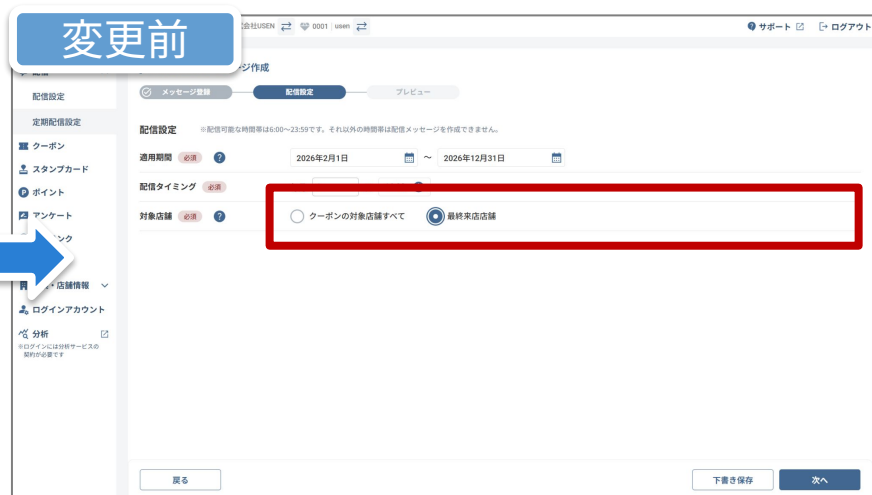 変更前
会社USEN 0001 usen サポート ログアウト
ージ作成
メッセージ登録 配信設定 プレビュー
配信設定
定期配信設定
クーポン
スタンプカード
ポイント
アンケート
ンク
・店舗情報
ログインアカウント
分析
※ログインには分析サービスの
契約が必要です
配信設定 ※配信可能な時間帯は6:00〜23:59です。それ以外の時間帯は配信メッセージを作成できません。
適用期間 必須 2026年2月1日 〜 2026年12月31日
配信タイミング 必須
対象店舗 必須 クーポンの対象店舗すべて 最終来店店舗
戻る 下書き保存 次へ